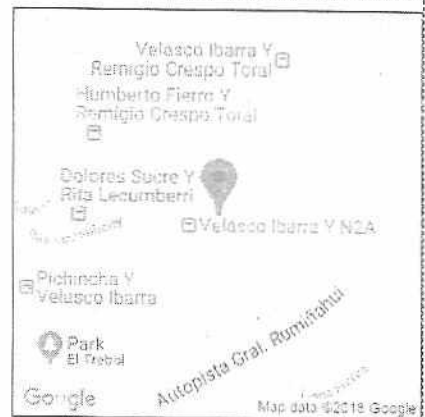 Velasco Ibarra Y
Remigio Crespo Toral
Humberto Fierro Y
Remigio Crespo Toral
Dolores Sucre Y
Rita Lecumberri
Velasco Ibarra Y N2A
Pichincha Y
Velasco Ibarra
Autopista Gral. Rumiñahui
Park
El Trebol
Google
Map data ©2018 Google